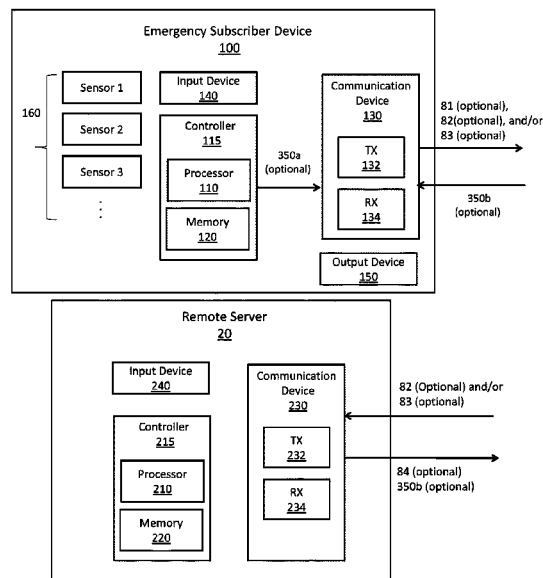 Emergency Subscriber Device
100
160
Sensor 1
Sensor 2
Sensor 3
Input Device
140
Controller
115
Processor
110
Memory
120
350a
(optional)
Communication
Device
130
TX
132
RX
134
Output Device
150
81 (optional),
82(optional), and/or
83 (optional)
350b
(optional)
Remote Server
20
Input Device
240
Controller
215
Processor
210
Memory
220
Communication
Device
230
TX
232
RX
234
82 (Optional) and/or
83 (optional)
84 (optional)
350b (optional)